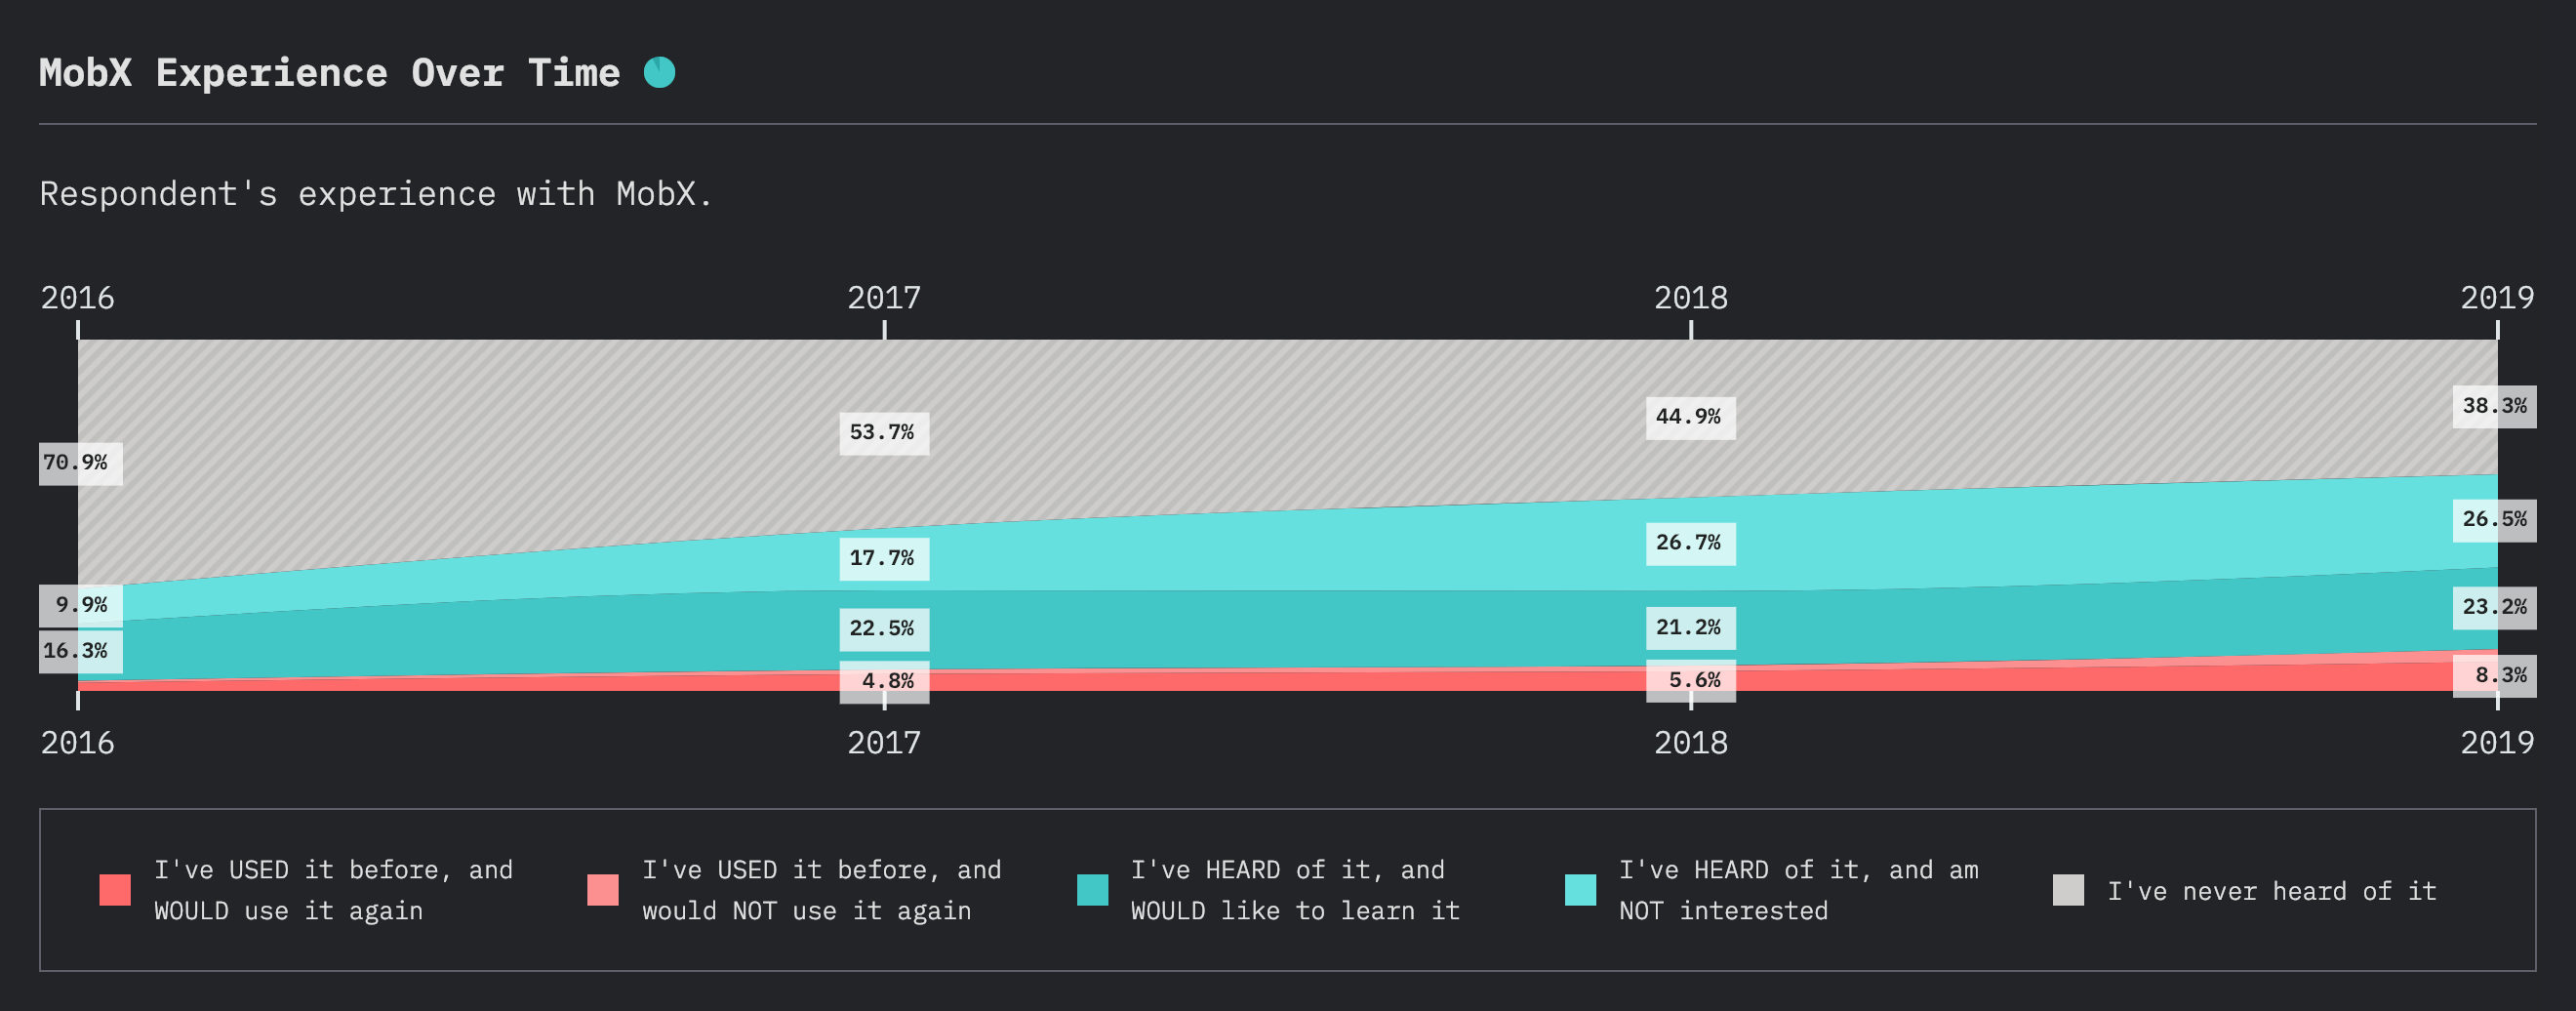 MobX Experience Over Time
Respondent's experience with MobX.
2016 2017 2018 2019
70.9% 53.7% 44.9% 38.3%
9.9% 17.7% 26.7% 26.5%
16.3% 22.5% 21.2% 23.2%
4.8% 5.6% 8.3%
2016 2017 2018 2019
I've USED it before, and
WOULD use it again
I've USED it before, and
would NOT use it again
I've HEARD of it, and
WOULD like to learn it
I've HEARD of it, and am
NOT interested
I've never heard of it